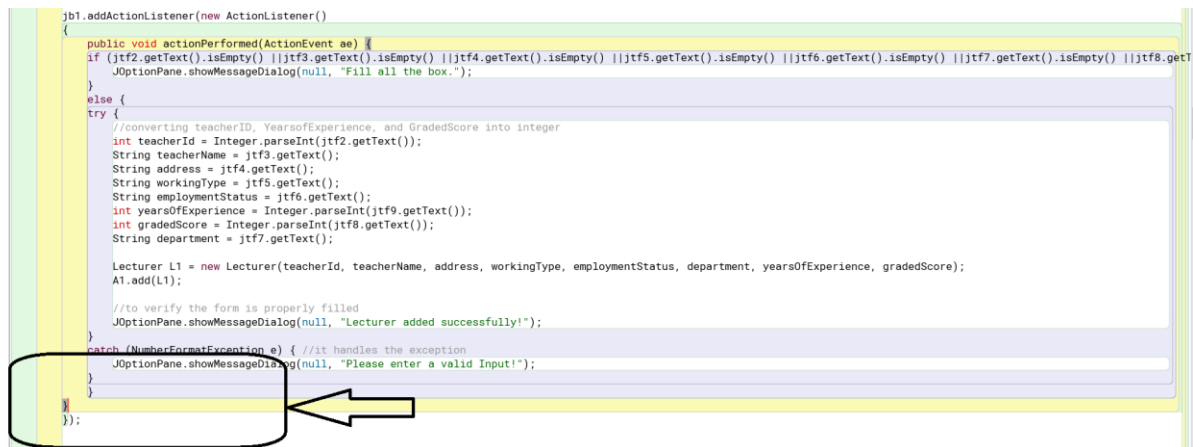 jb1.addActionListener(new ActionListener()
{
public void actionPerformed(ActionEvent ae) {
if (jtf2.getText().isEmpty() ||jtf3.getText().isEmpty() ||jtf4.getText().isEmpty() ||jtf5.getText().isEmpty() ||jtf6.getText().isEmpty() ||jtf7.getText().isEmpty() ||jtf8.getT
JOptionPane.showMessageDialog(null, "Fill all the box.");
}
else {
try {
//converting teacherID, YearsofExperience, and GradedScore into integer
int teacherId = Integer.parseInt(jtf2.getText());
String teacherName = jtf3.getText();
String address = jtf4.getText();
String workingType = jtf5.getText();
String employmentStatus = jtf6.getText();
int yearsOfExperience = Integer.parseInt(jtf9.getText());
int gradedScore = Integer.parseInt(jtf8.getText());
String department = jtf7.getText();
Lecturer L1 = new Lecturer(teacherId, teacherName, address, workingType, employmentStatus, department, yearsOfExperience, gradedScore);
A1.add(L1);
//to verify the form is properly filled
JOptionPane.showMessageDialog(null, "Lecturer added successfully!");
}
catch (NumberFormatException e) { //it handles the exception
JOptionPane.showMessageDialog(null, "Please enter a valid Input!");
}
}
}
});